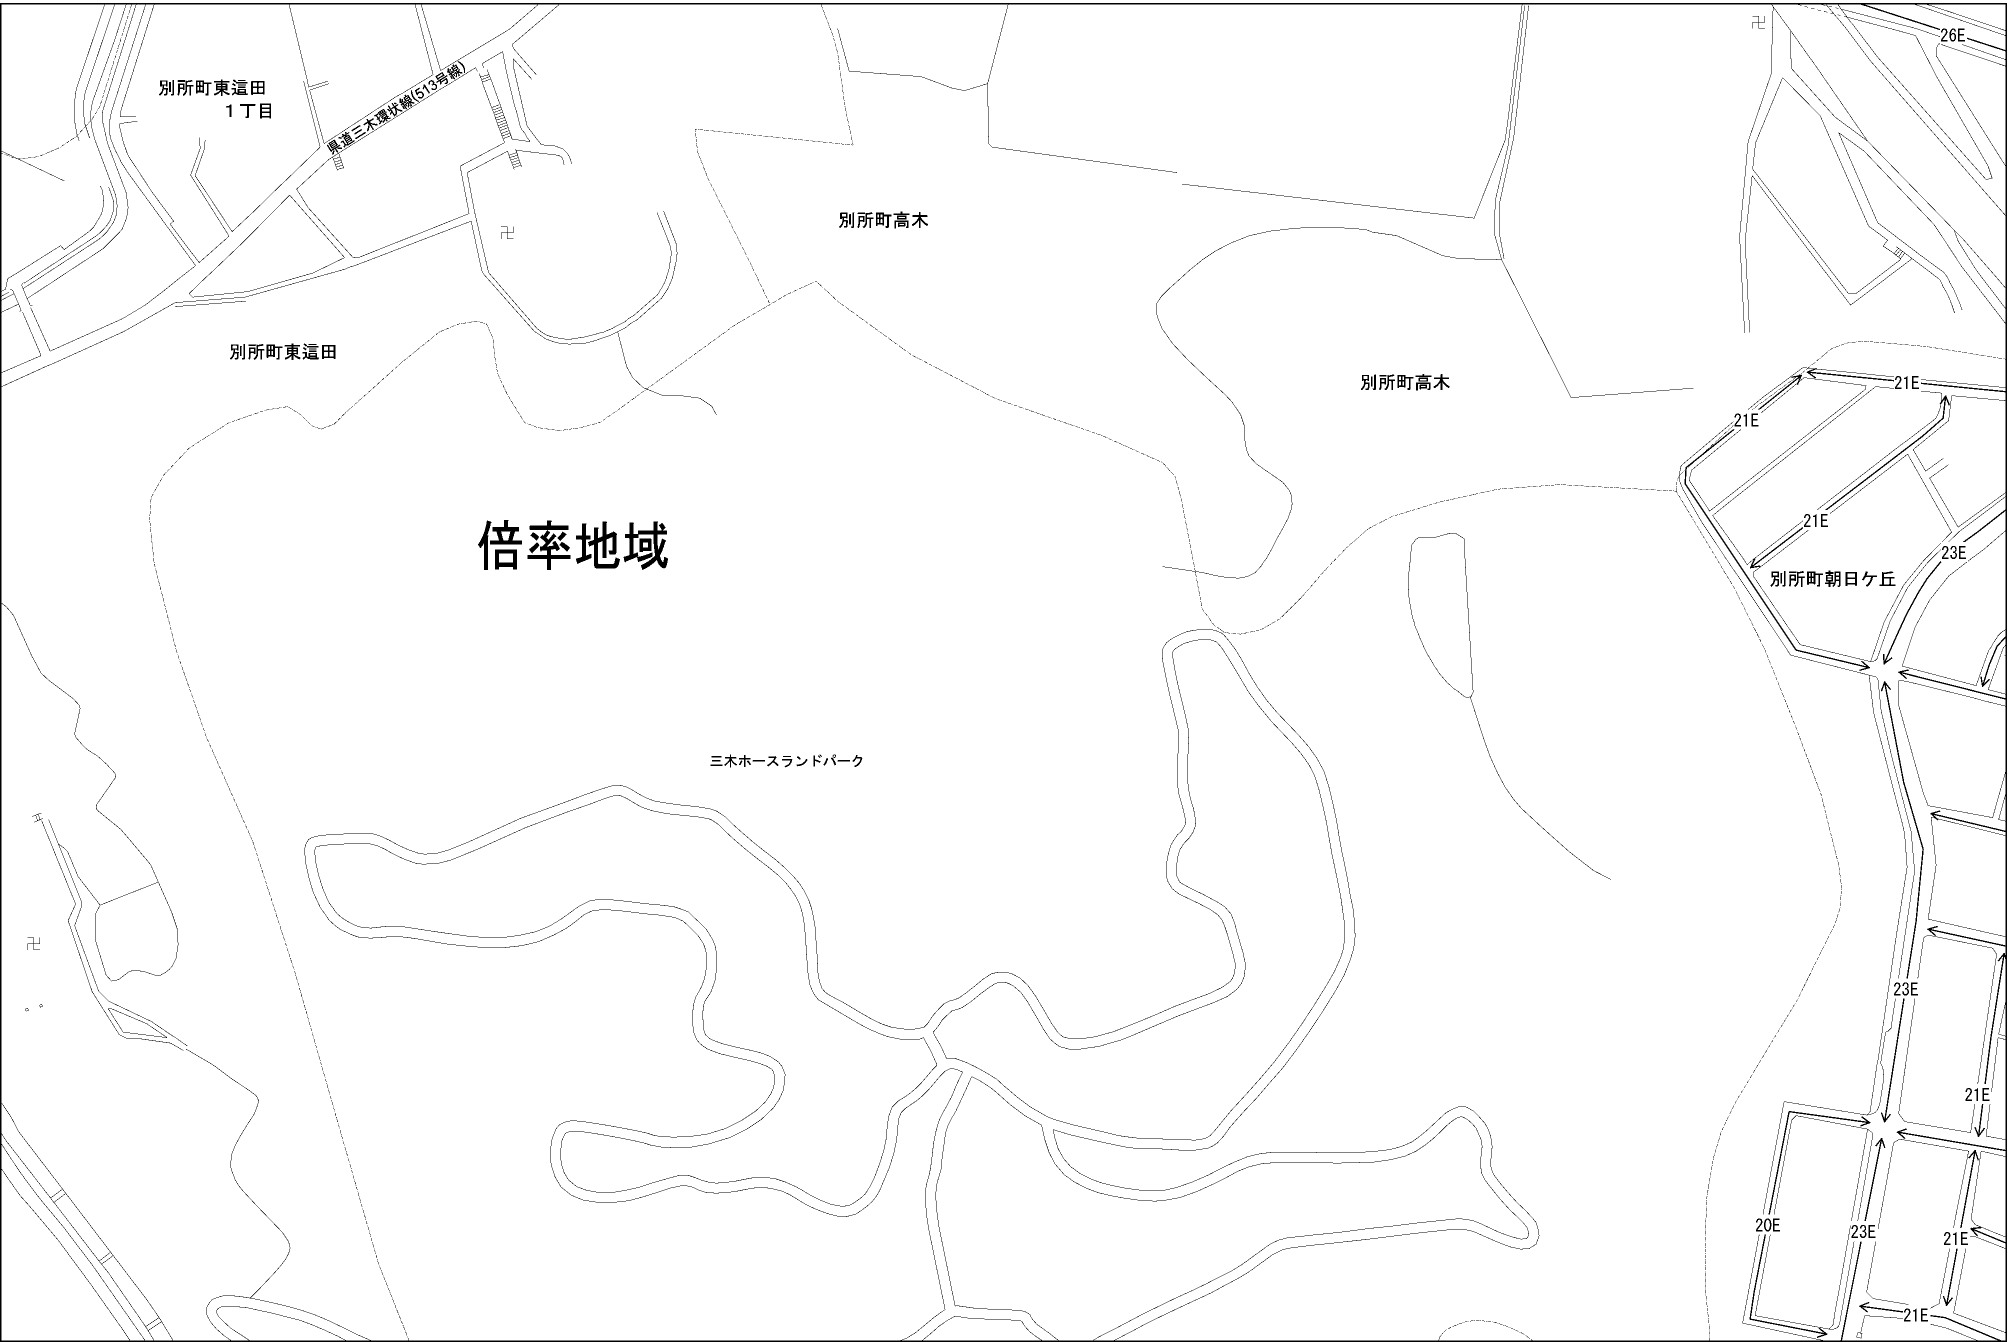 26E
別所町東這田
１丁目
県道三木環状線(513号線)
別所町高木
別所町東這田
別所町高木
21E
21E
21E
倍率地域
23E
別所町朝日ケ丘
三木ホースランドパーク
23E
21E
20E
23E
21E
21E